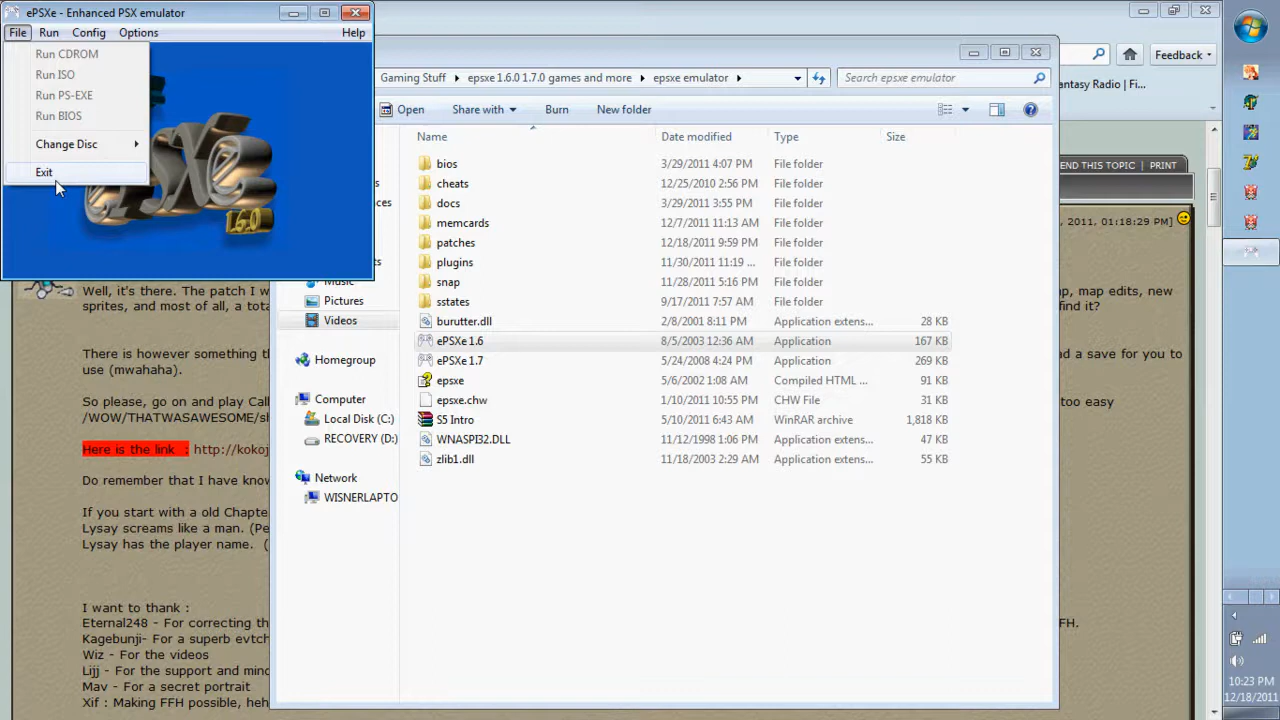 ePSXe - Enhanced PSX emulator
File Run Config Options Help
Run CDROM
Run ISO
Run PS-EXE
Run BIOS
Change Disc
Exit
1.6.0
Gaming Stuff epsxe 1.6.0 1.7.0 games and more epsxe emulator Search epsxe emulator
Open Share with Burn New folder
Name Date modified Type Size
bios 3/29/2011 4:07 PM File folder
cheats 12/25/2010 2:56 PM File folder
docs 3/29/2011 3:55 PM File folder
memcards 12/7/2011 11:13 AM File folder
patches 12/18/2011 9:59 PM File folder
plugins 11/30/2011 11:19 ... File folder
snap 11/28/2011 5:16 PM File folder
sstates 9/17/2011 7:57 AM File folder
burutter.dll 2/8/2001 8:11 PM Application extens... 28 KB
ePSXe 1.6 8/5/2003 12:36 AM Application 167 KB
ePSXe 1.7 5/24/2008 4:24 PM Application 269 KB
epsxe 5/6/2002 1:08 AM Compiled HTML ... 91 KB
epsxe.chw 1/10/2011 10:55 PM CHW File 31 KB
S5 Intro 5/10/2011 6:43 AM WinRAR archive 1,818 KB
WNASPI32.DLL 11/12/1998 1:06 PM Application extens... 47 KB
zlib1.dll 11/18/2003 2:29 AM Application extens... 55 KB
Pictures
Videos
Homegroup
Computer
Local Disk (C:)
RECOVERY (D:)
Network
WISNERLAPTO
Feedback
antasy Radio | Fi...
END THIS TOPIC | PRINT
, 2011, 01:18:29 PM]
Well, it's there. The patch I w
p, map edits, new
sprites, and most of all, a tota
find it?
There is however something th
ad a save for you to
use (mwahaha).
So please, go on and play Call
too easy
/WOW/THATWASAWESOME/sl
Here is the link : http://kokoj
Do remember that I have know
If you start with a old Chapte
Lysay screams like a man. (Pe
Lysay has the player name. (
I want to thank :
Eternal248 - For correcting th
FH.
Kagebunji- For a superb evtch
Wiz - For the videos
Lijj - For the support and mind
Mav - For a secret portrait
Xif : Making FFH possible, heh
10:23 PM
12/18/2011